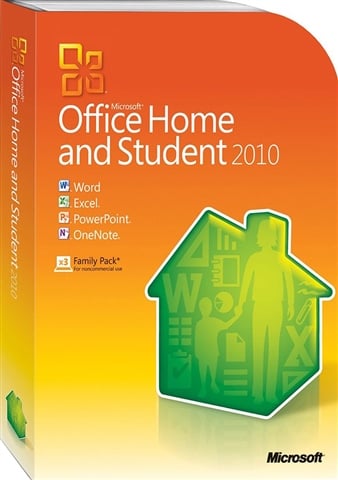 Microsoft®
Office Home
and Student 2010
Word
Excel®
PowerPoint®
OneNote®
x3 Family Pack*
For noncommercial use
Office Home and Student 2010
Microsoft